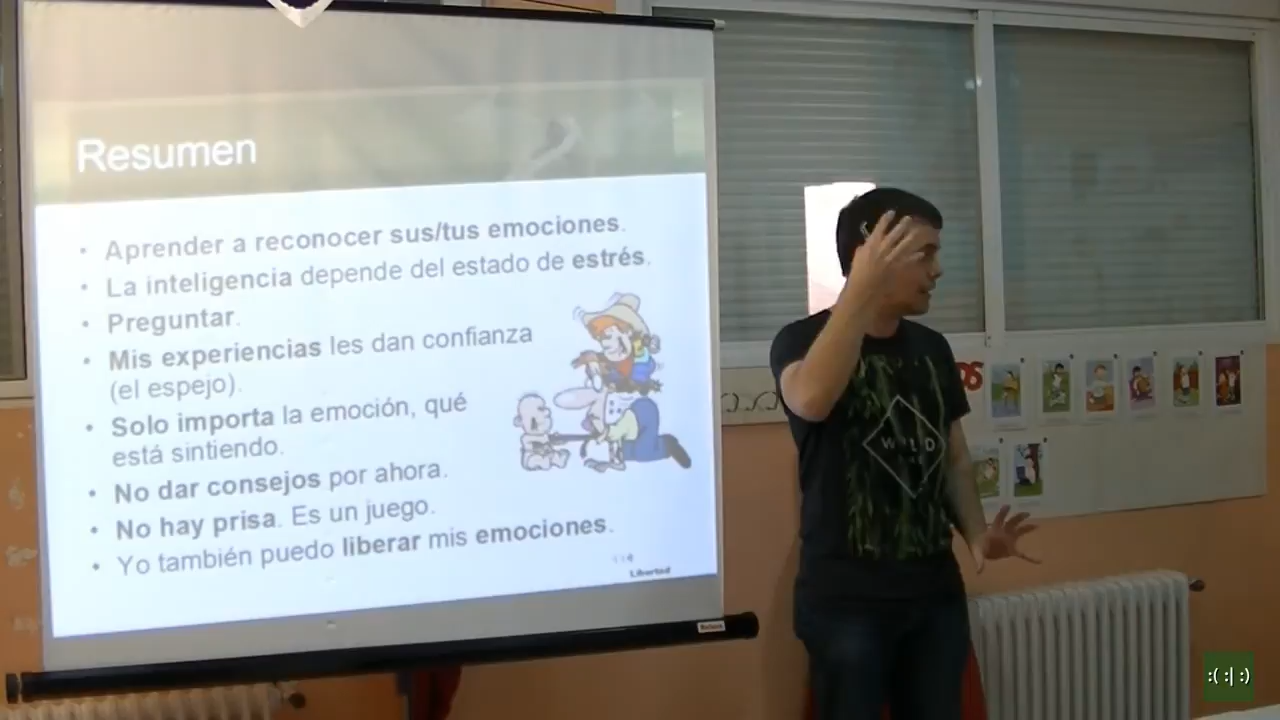 Resumen
• Aprender a reconocer sus/tus emociones.
• La inteligencia depende del estado de estrés.
• Preguntar.
• Mis experiencias les dan confianza
(el espejo).
• Solo importa la emoción, qué
está sintiendo.
• No dar consejos por ahora.
• No hay prisa. Es un juego.
• Yo también puedo liberar mis emociones.
Libertad
WILD
:( :| :)